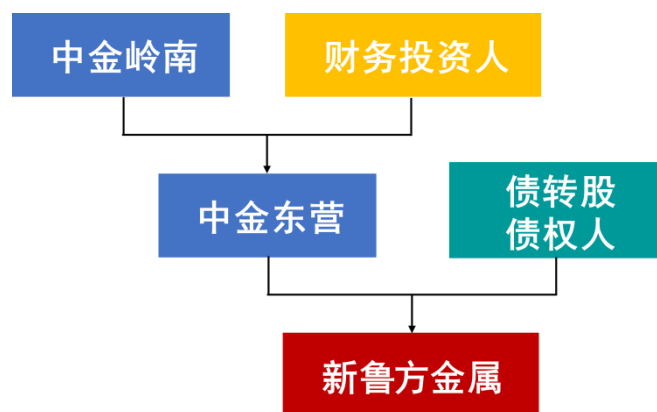 中金岭南
财务投资人
中金东营
债转股
债权人
新鲁方金属